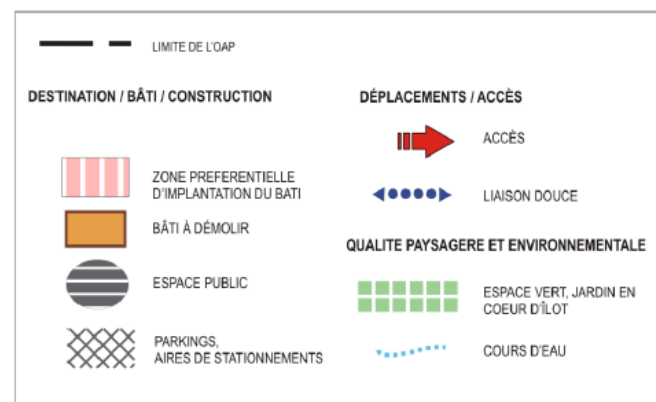 LIMITE DE L'OAP
DESTINATION / BÂTI / CONSTRUCTION
ZONE PREFERENTIELLE
D'IMPLANTATION DU BATI
BÂTI À DÉMOLIR
ESPACE PUBLIC
PARKINGS,
AIRES DE STATIONNEMENTS
DÉPLACEMENTS / ACCÈS
ACCÈS
LIAISON DOUCE
QUALITE PAYSAGERE ET ENVIRONNEMENTALE
ESPACE VERT, JARDIN EN
COEUR D'ÎLOT
COURS D'EAU